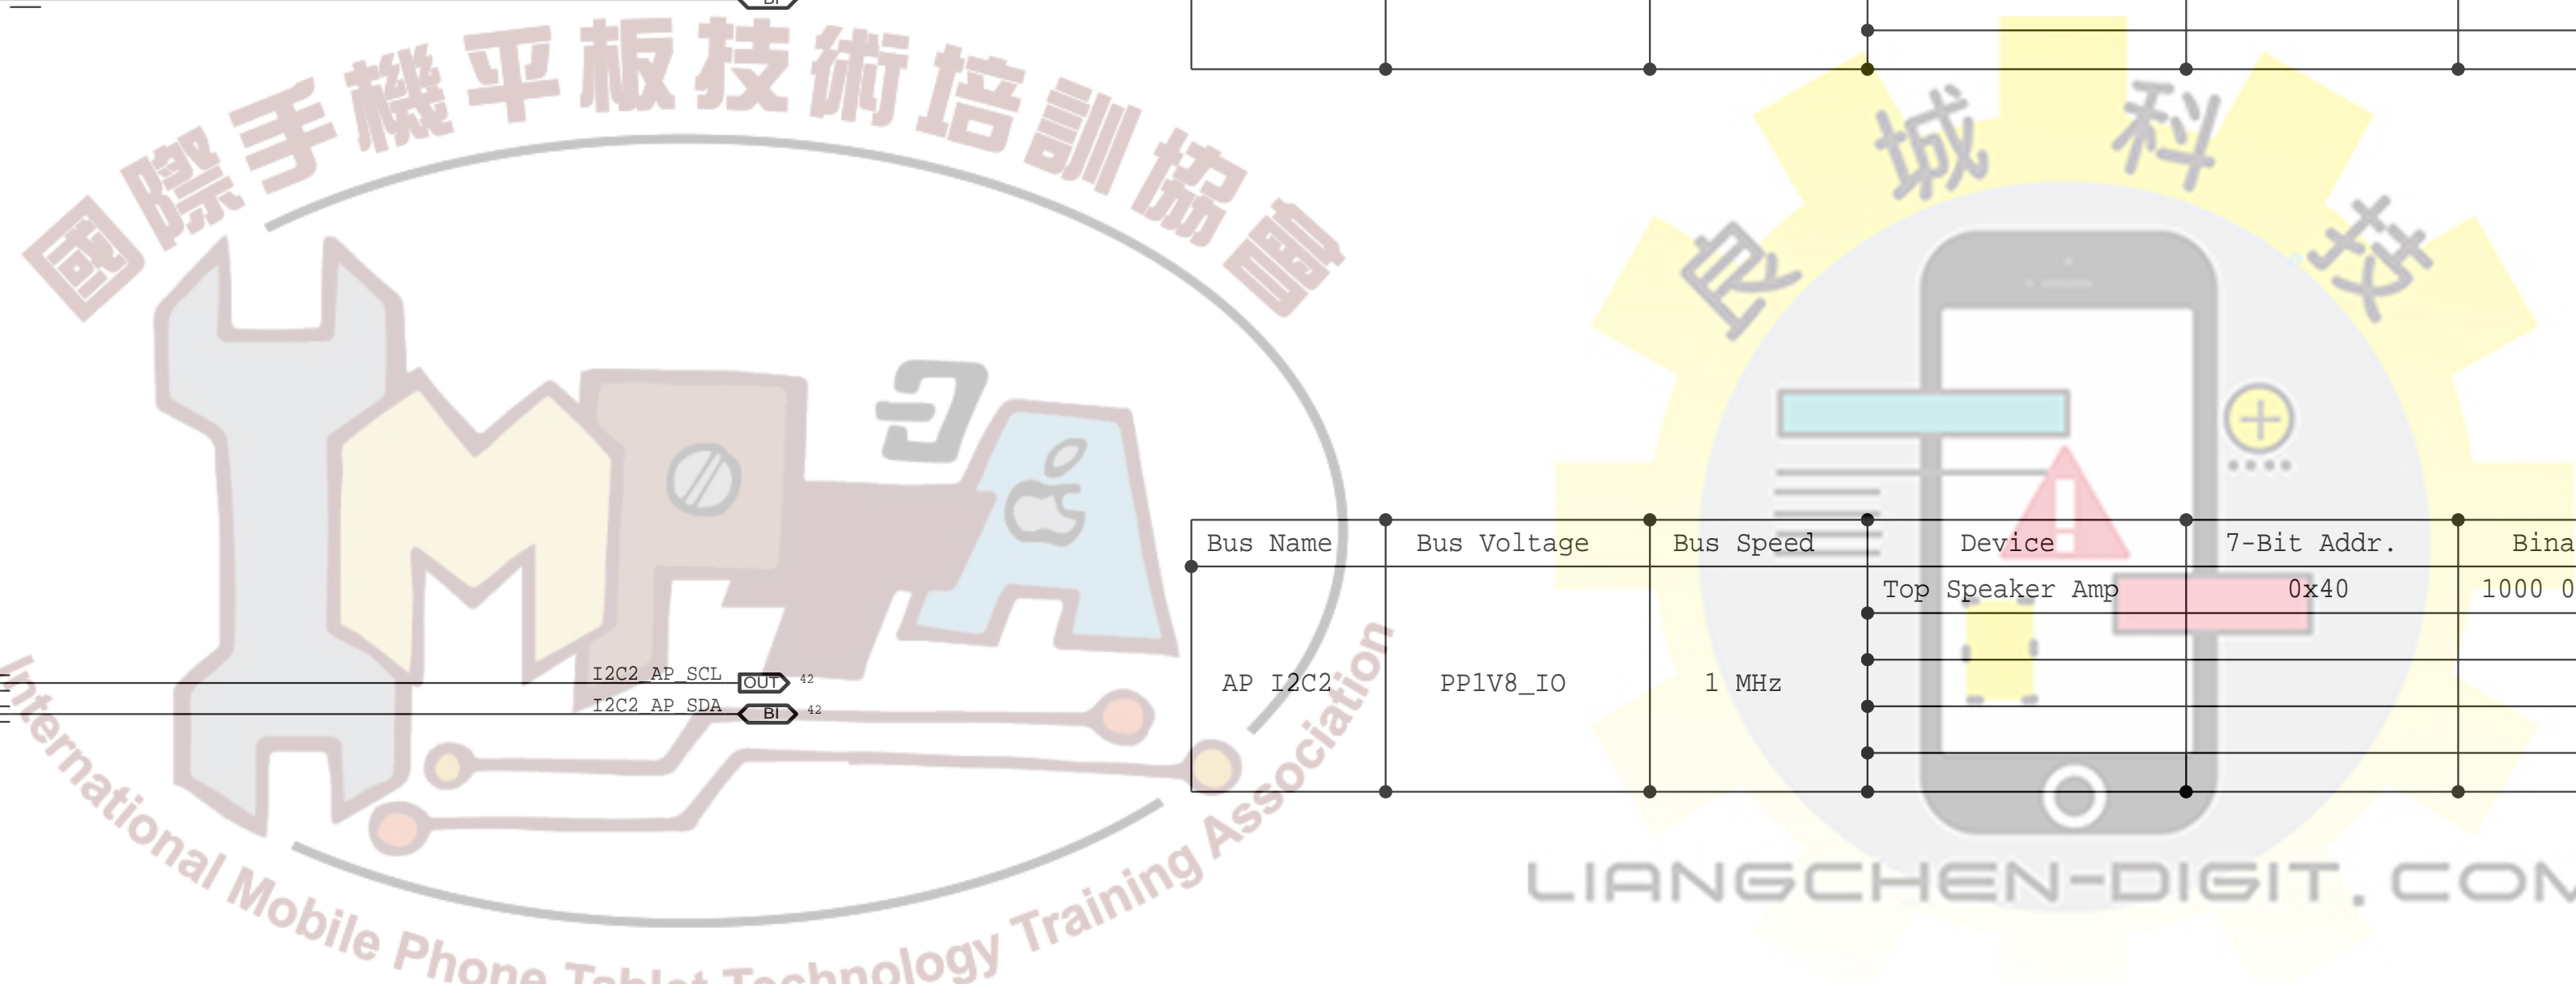 BI
國際手機平板技術培訓協會
良城科技
Bus Name Bus Voltage Bus Speed Device 7-Bit Addr.
Top Speaker Amp 0x40 1000
AP I2C2 PP1V8_IO 1 MHz
I2C2_AP_SCL OUT 42
I2C2_AP_SDA BI 42
International Mobile Phone Tablet Technology Training Association
LIANGCHEN-DIGIT.COM